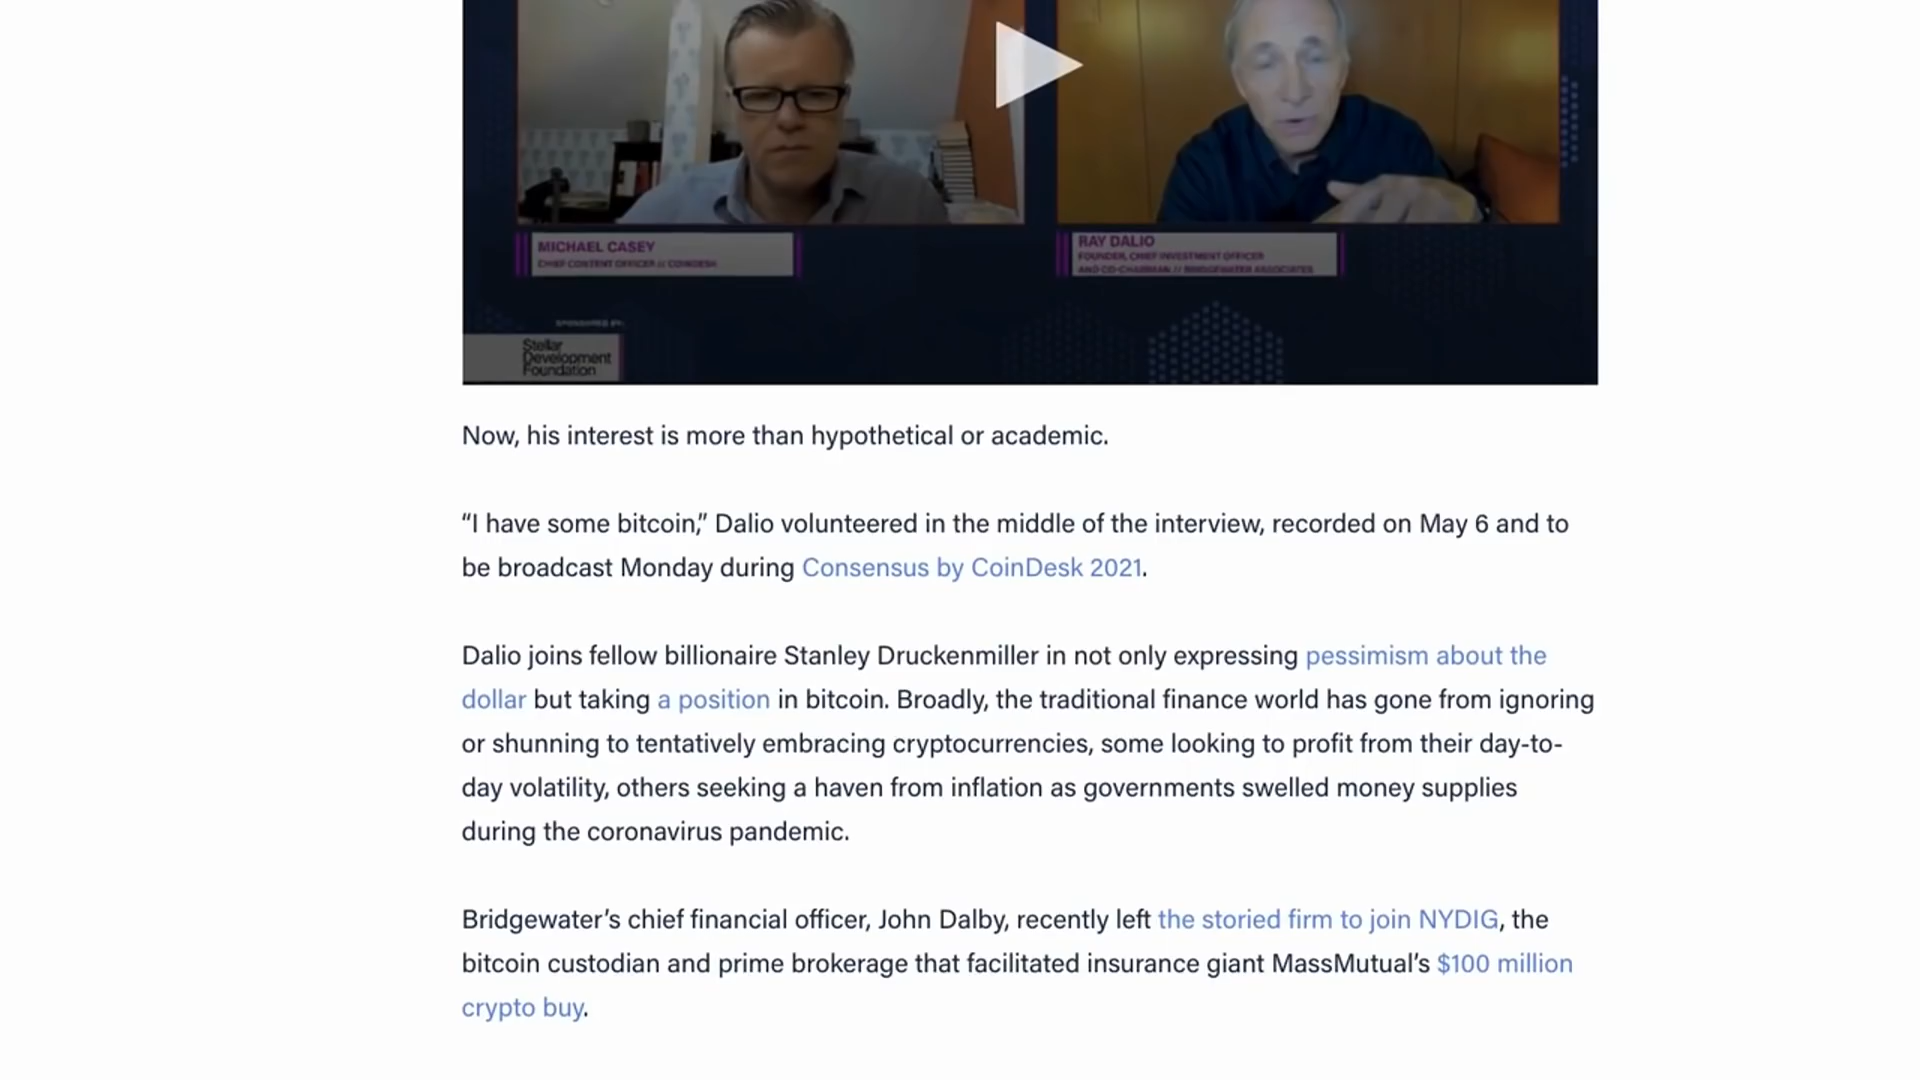 MICHAEL CASEY
CHIEF CONTENT OFFICER // COINDESK
RAY DALIO
FOUNDER, CHIEF INVESTMENT OFFICER
AND CO-CHAIRMAN // BRIDGEWATER ASSOCIATES
SPONSORED BY:
Stellar
Development
Foundation
Now, his interest is more than hypothetical or academic.
“I have some bitcoin,” Dalio volunteered in the middle of the interview, recorded on May 6 and to
be broadcast Monday during Consensus by CoinDesk 2021.
Dalio joins fellow billionaire Stanley Druckenmiller in not only expressing pessimism about the
dollar but taking a position in bitcoin. Broadly, the traditional finance world has gone from ignoring
or shunning to tentatively embracing cryptocurrencies, some looking to profit from their day-to-
day volatility, others seeking a haven from inflation as governments swelled money supplies
during the coronavirus pandemic.
Bridgewater’s chief financial officer, John Dalby, recently left the storied firm to join NYDIG, the
bitcoin custodian and prime brokerage that facilitated insurance giant MassMutual’s $100 million
crypto buy.